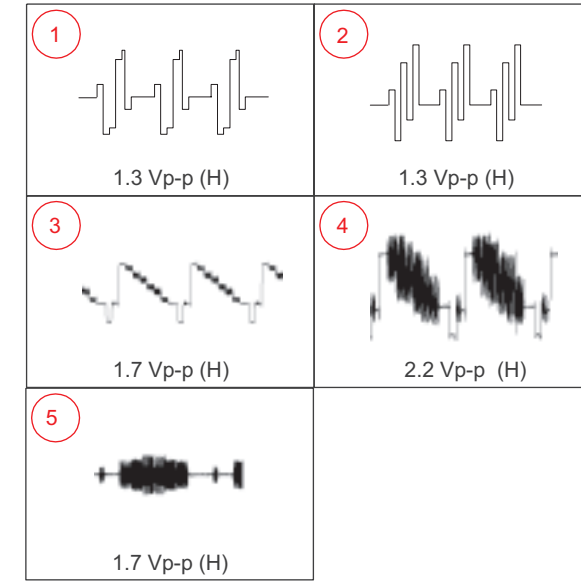 1
2
1.3 Vp-p (H)
1.3 Vp-p (H)
3
4
1.7 Vp-p (H)
2.2 Vp-p (H)
5
1.7 Vp-p (H)